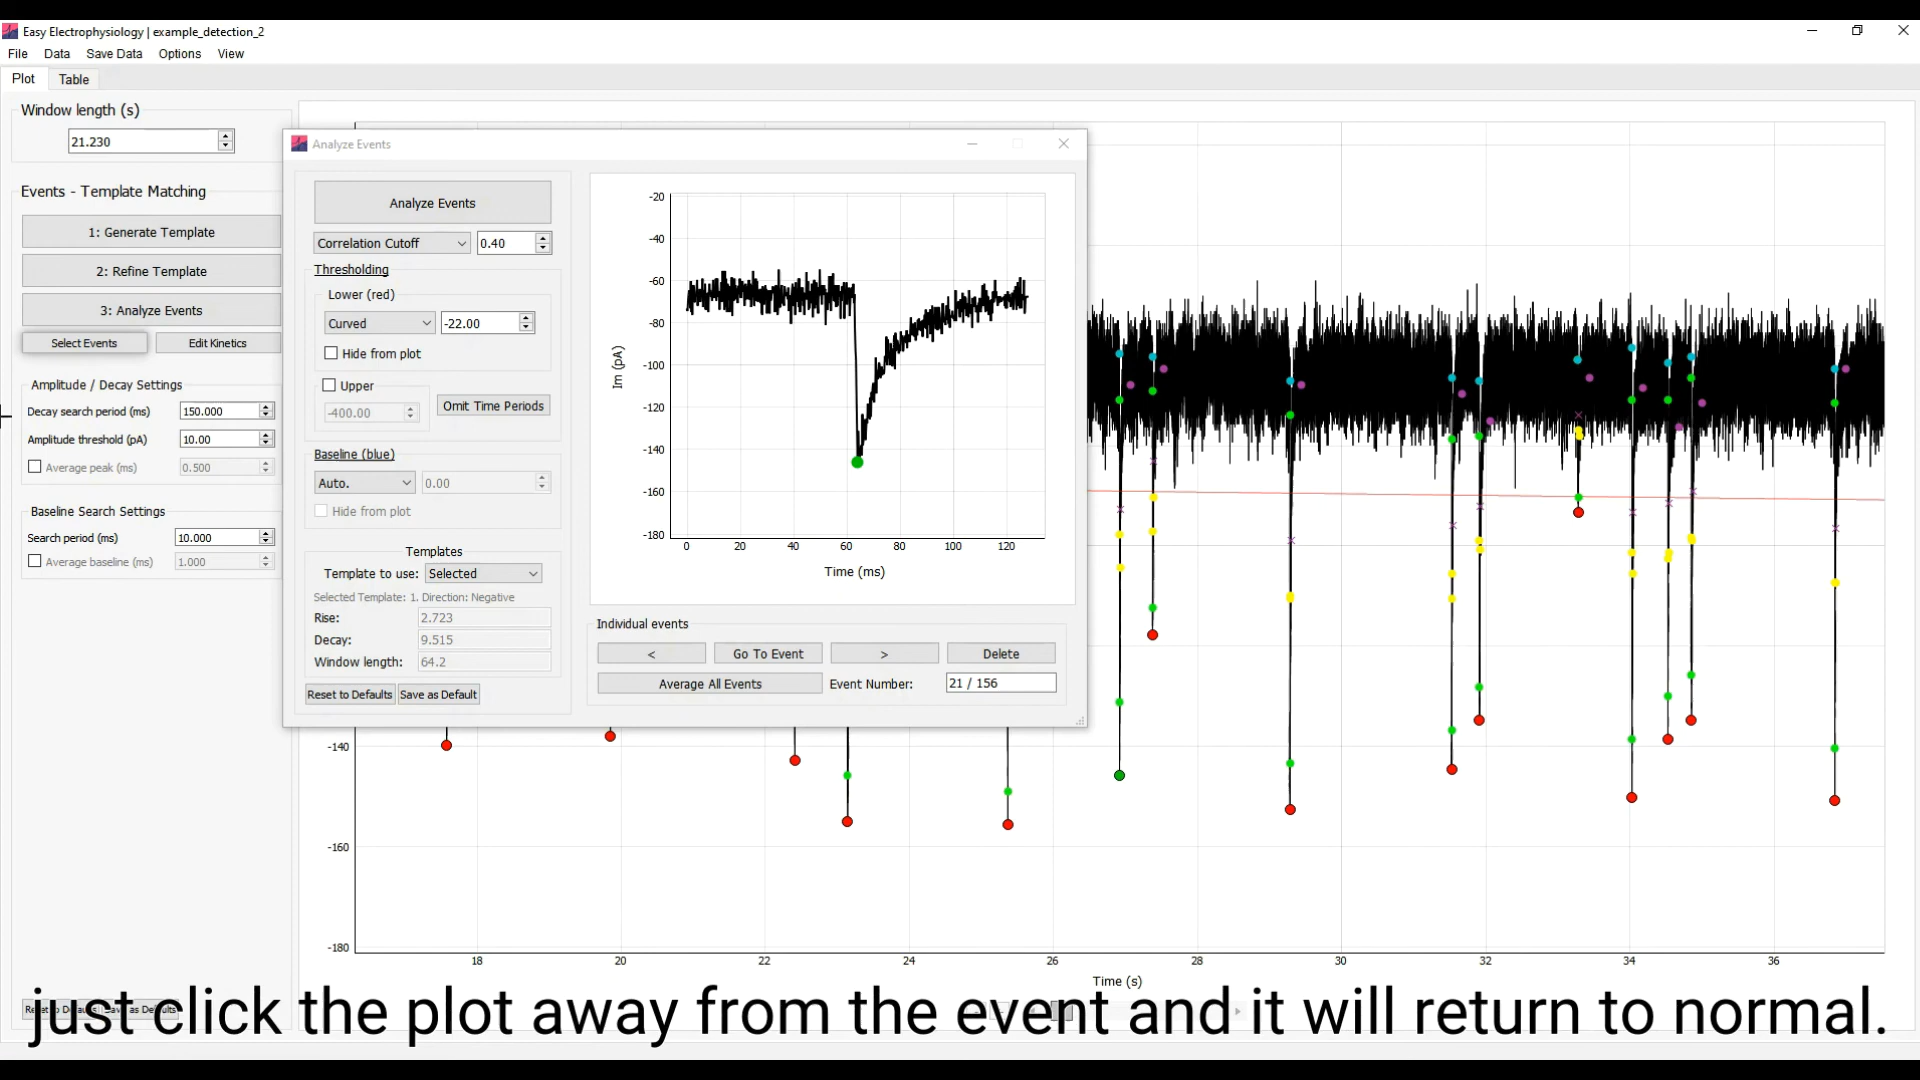 Easy Electrophysiology | example_detection_2
File Data Save Data Options View
Plot Table
Window length (s)
21.230
Events - Template Matching
1: Generate Template
2: Refine Template
3: Analyze Events
Select Events Edit Kinetics
Amplitude / Decay Settings
Decay search period (ms) 150.000
Amplitude threshold (pA) 10.00
Average peak (ms) 0.500
Baseline Search Settings
Search period (ms) 10.000
Average baseline (ms) 1.000
Analyze Events
Analyze Events
Correlation Cutoff 0.40
Thresholding
Lower (red)
Curved -22.00
Hide from plot
Upper
-400.00 Omit Time Periods
Baseline (blue)
Auto. 0.00
Hide from plot
Templates
Template to use: Selected
Selected Template: 1. Direction: Negative
Rise: 2.723
Decay: 9.515
Window length: 64.2
Reset to Defaults Save as Default
-20
-40
-60
-80
-100
-120
-140
-160
-180
Im (pA)
0 20 40 60 80 100 120
Time (ms)
Individual events
< Go To Event > Delete
Average All Events Event Number: 21 / 156
-140
-160
-180
18 20 22 24 26 28 30 32 34 36
Time (s)
just click the plot away from the event and it will return to normal.